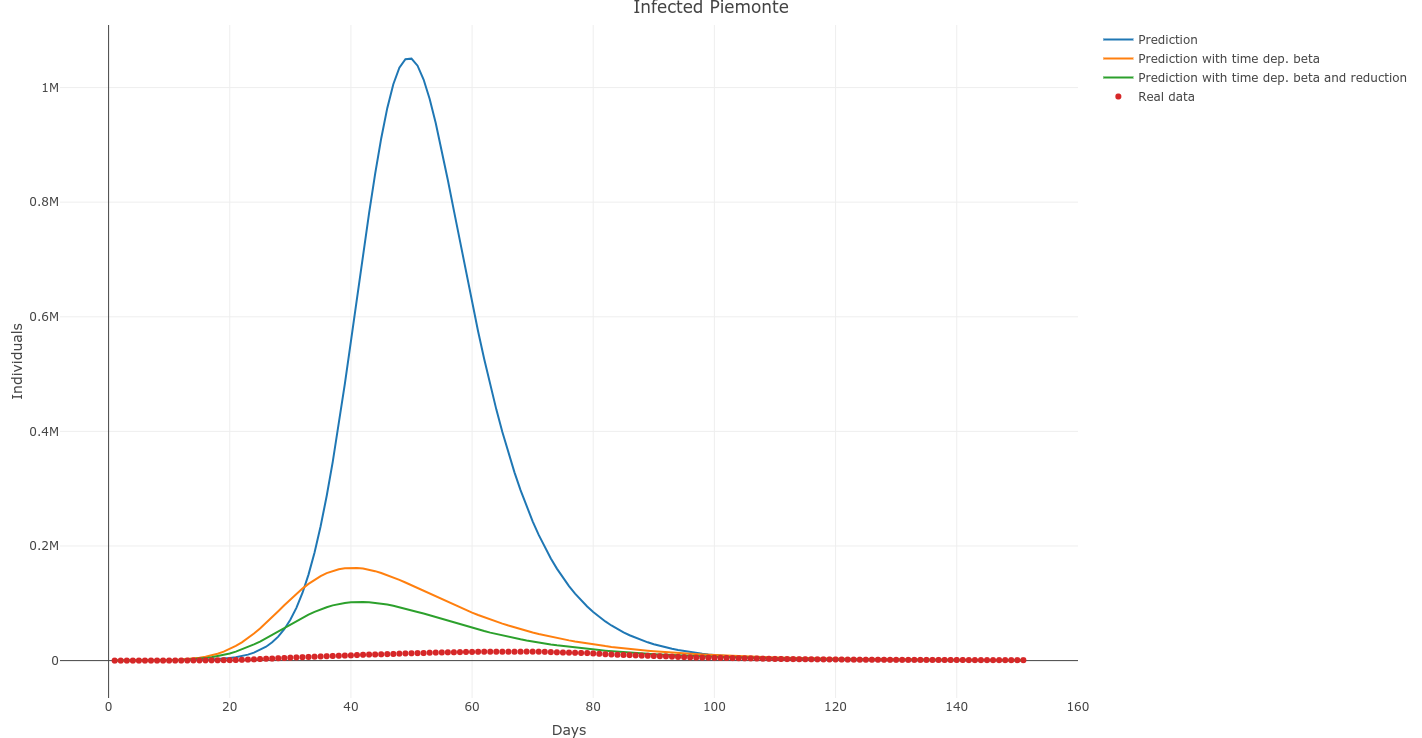 Infected Piemonte
Prediction
Prediction with time dep. beta
Prediction with time dep. beta and reduction
Real data
1M
0.8M
0.6M
0.4M
0.2M
0
Individuals
0 20 40 60 80 100 120 140 160
Days